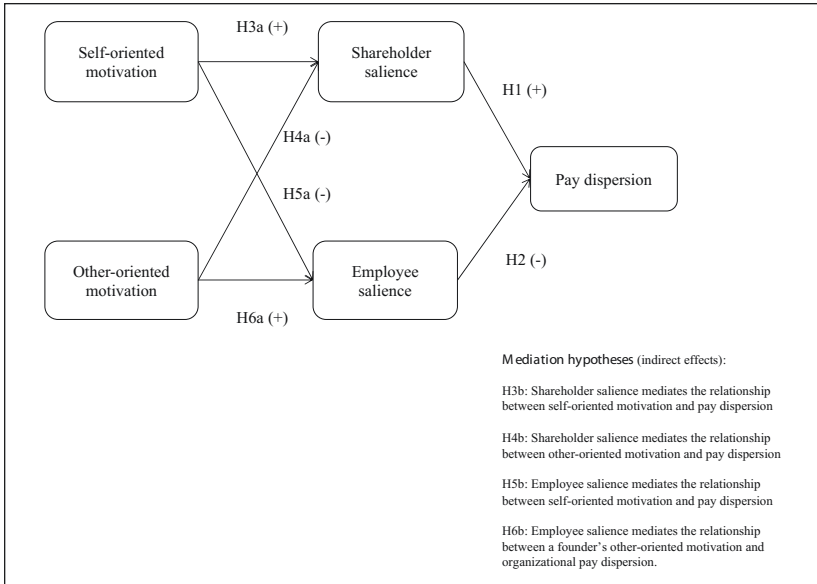 H3a (+)
Self-oriented
motivation
Shareholder
salience
H1 (+)
H4a (-)
Pay dispersion
H5a (-)
Other-oriented
motivation
Employee
salience
H2 (-)
H6a (+)
Mediation hypotheses (indirect effects):
H3b: Shareholder salience mediates the relationship
between self-oriented motivation and pay dispersion
H4b: Shareholder salience mediates the relationship
between other-oriented motivation and pay dispersion
H5b: Employee salience mediates the relationship
between self-oriented motivation and pay dispersion
H6b: Employee salience mediates the relationship
between a founder’s other-oriented motivation and
organizational pay dispersion.